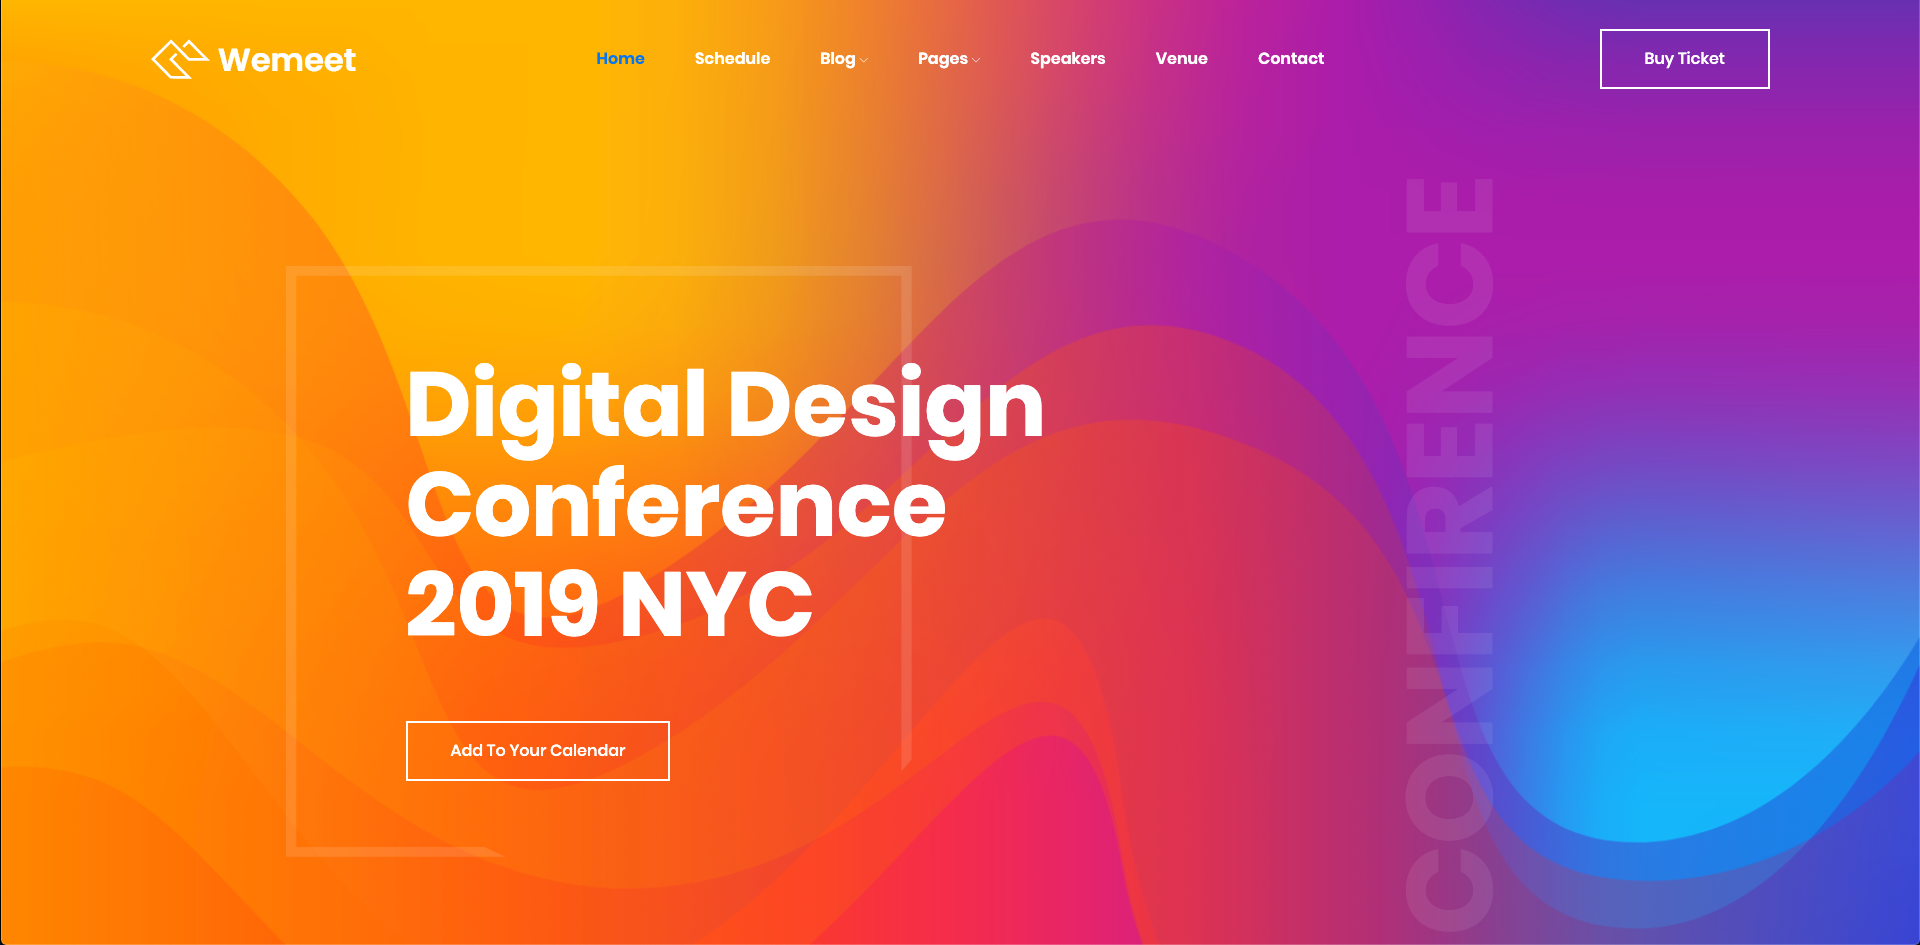 Wemeet
Home
Schedule
Blog
Pages
Speakers
Venue
Contact
Buy Ticket
Digital Design
Conference
2019 NYC
Add To Your Calendar
CONFIRENCE